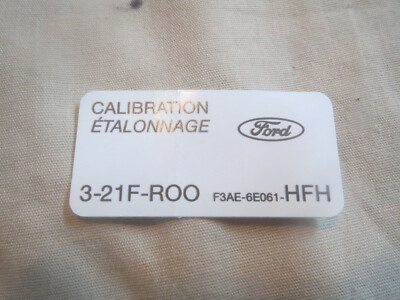 CALIBRATION
ÉTALONNAGE
Ford
3-21F-ROO F3AE-6E061-HFH